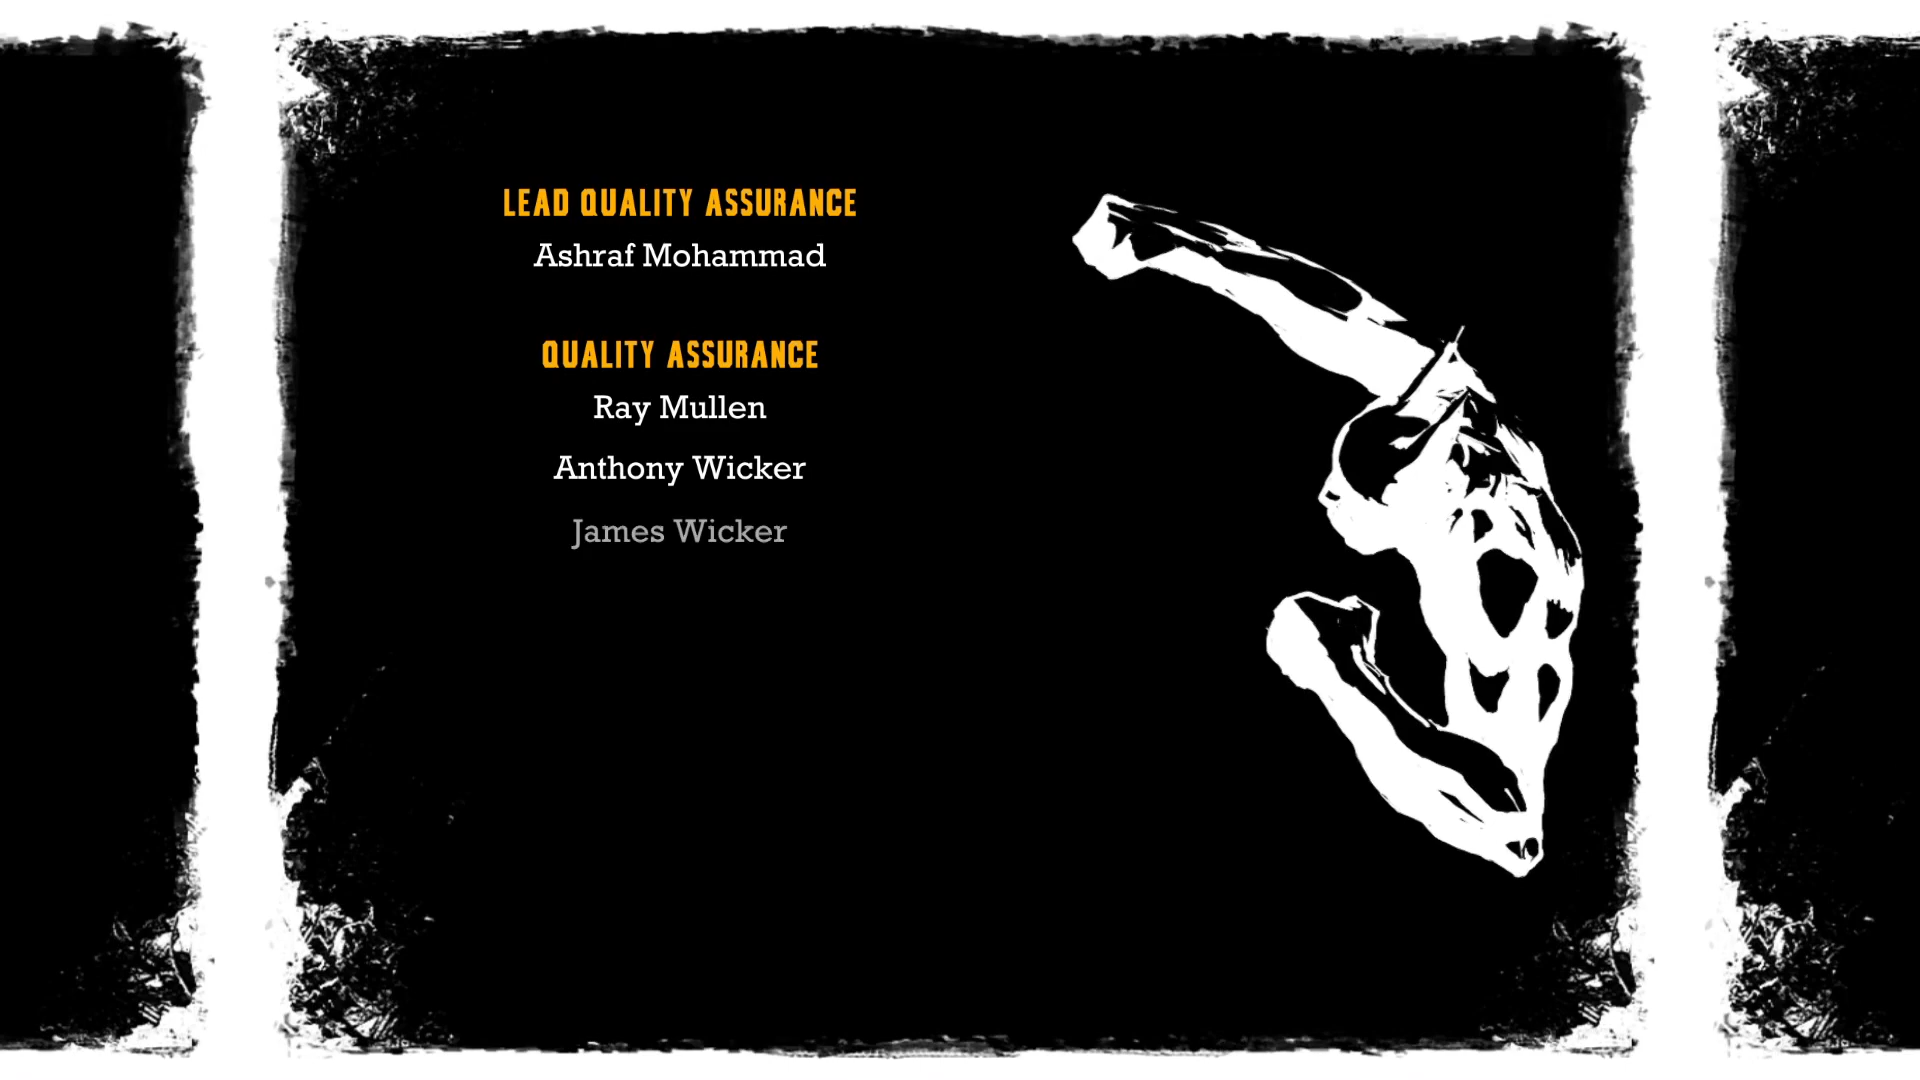 LEAD QUALITY ASSURANCE
Ashraf Mohammad
QUALITY ASSURANCE
Ray Mullen
Anthony Wicker
James Wicker